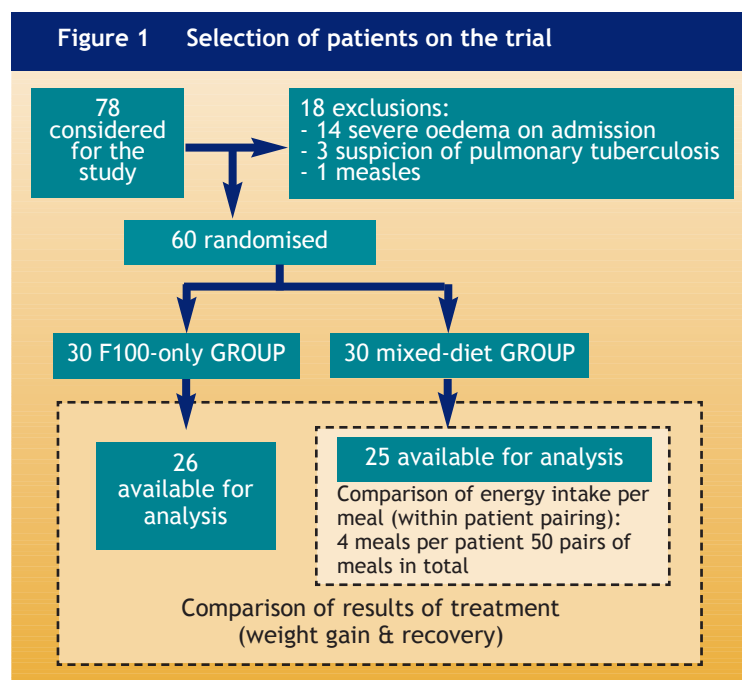 Figure 1 Selection of patients on the trial
78
considered
for the
study
18 exclusions:
- 14 severe oedema on admission
- 3 suspicion of pulmonary tuberculosis
- 1 measles
60 randomised
30 F100-only GROUP
30 mixed-diet GROUP
26
available for
analysis
25 available for analysis
Comparison of energy intake per
meal (within patient pairing):
4 meals per patient 50 pairs of
meals in total
Comparison of results of treatment
(weight gain & recovery)